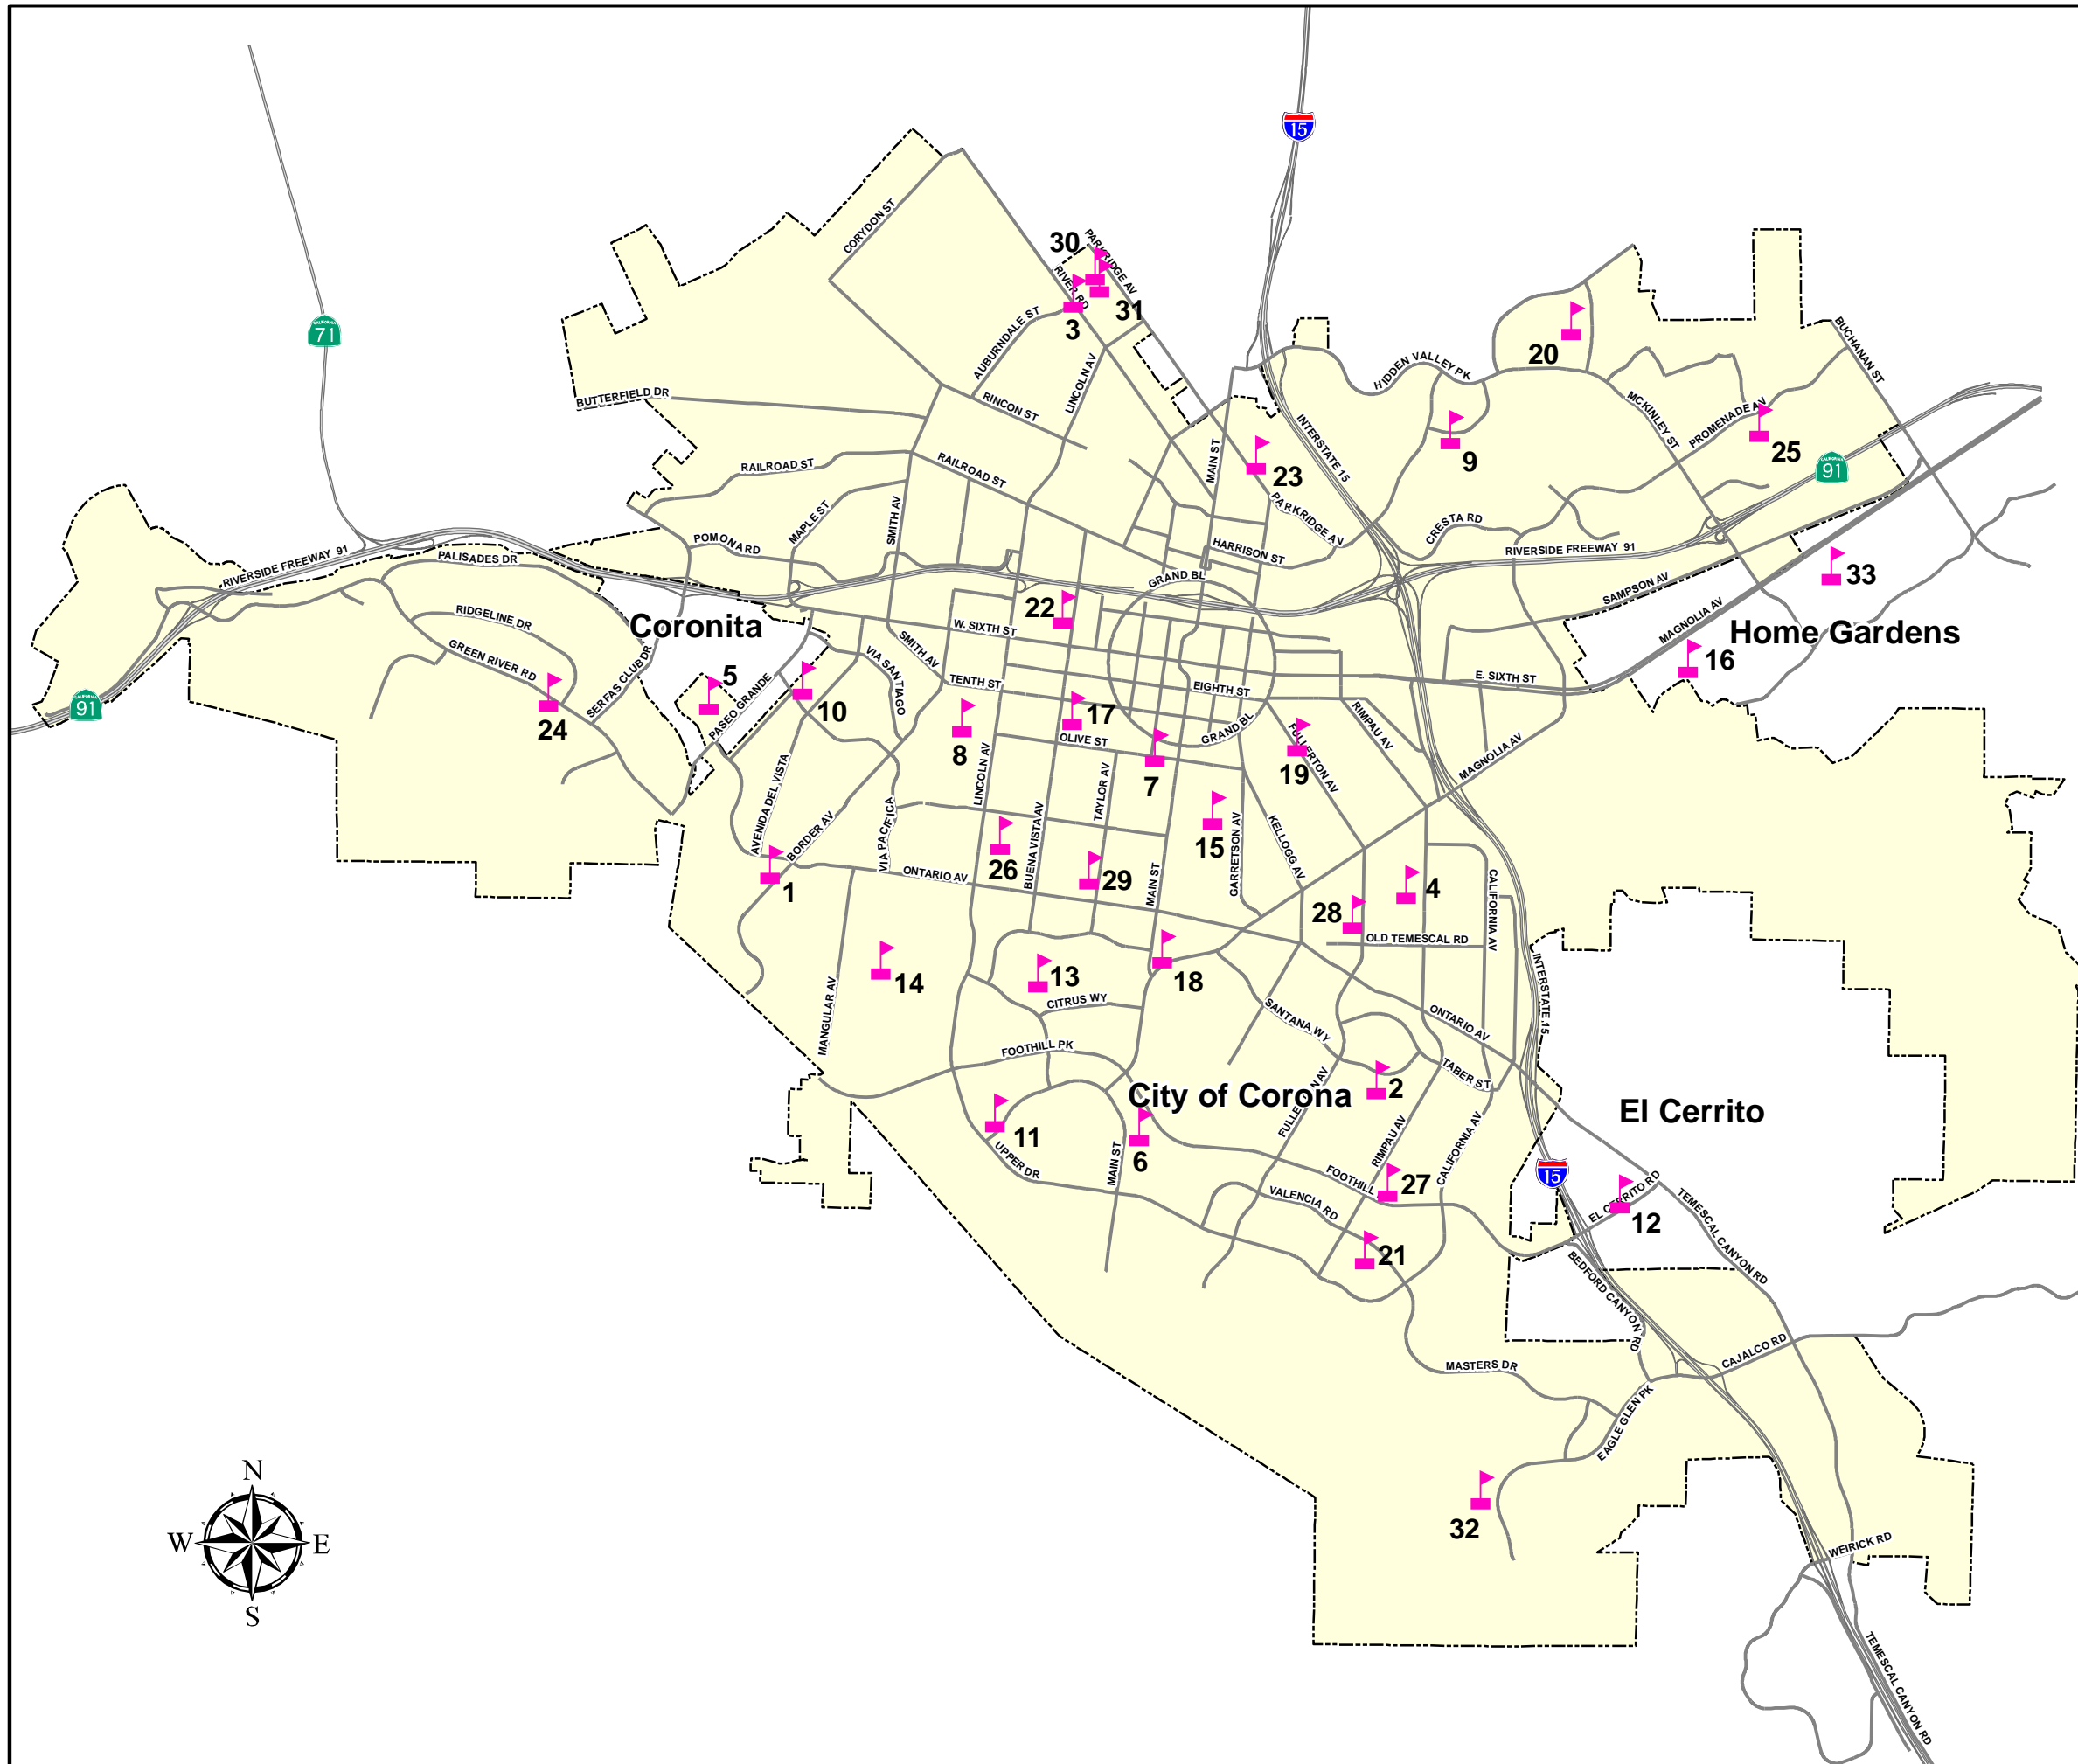 15
CORYDON ST
PARKRIDGE AV
30
RIVER RD
31
3
AUBURNDALE ST
CALIFORNIA
71
20
BUCHANAN ST
HIDDEN VALLEY PK
LINCOLN AV
BUTTERFIELD DR
RINCON ST
MCKINLEY ST
PROMENADE AV
25
9
INTERSTATE 15
MAIN ST
23
RAILROAD ST
RAILROAD ST
CALIFORNIA
91
PARKRIDGE AV
MAPLE ST
SMITH AV
CRESTA RD
POMONA RD
HARRISON ST
RIVERSIDE FREEWAY 91
RIVERSIDE FREEWAY 91
PALISADES DR
GRAND BL
33
SAMPSON AV
22
RIDGELINE DR
Coronita
W. SIXTH ST
MAGNOLIA AV
Home Gardens
GREEN RIVER RD
SERFAS CLUB DR
SMITH AV
VIA SANTIAGO
16
5
TENTH ST
EIGHTH ST
E. SIXTH ST
PASEO GRANDE
10
CALIFORNIA
91
24
17
8
OLIVE ST
GRAND BL
RIMPAU AV
FULLERTON AV
MAGNOLIA AV
19
7
LINCOLN AV
TAYLOR AV
AVENIDA DEL VISTA
BORDER AV
VIA PACIFICA
BUENA VISTA AV
15
GARRETSON AV
KELLOGG AV
26
1
ONTARIO AV
29
MAIN ST
4
CALIFORNIA AV
28
OLD TEMESCAL RD
14
13
18
INTERSTATE 15
MANGULAR AV
CITRUS WY
SANTANA WY
ONTARIO AV
FOOTHILL PK
TABER ST
City of Corona
2
El Cerrito
11
6
FULLERTON AV
RIMPAU AV
CALIFORNIA AV
UPPER DR
MAIN ST
FOOTHILL
27
15
EL CERRITO RD
12
VALENCIA RD
TEMESCAL CANYON RD
21
BEDFORD CANYON RD
MASTERS DR
CAJALCO RD
EAGLE GLEN PK
32
N
W
E
S
WEIRICK RD
TEMESCAL CANYON RD